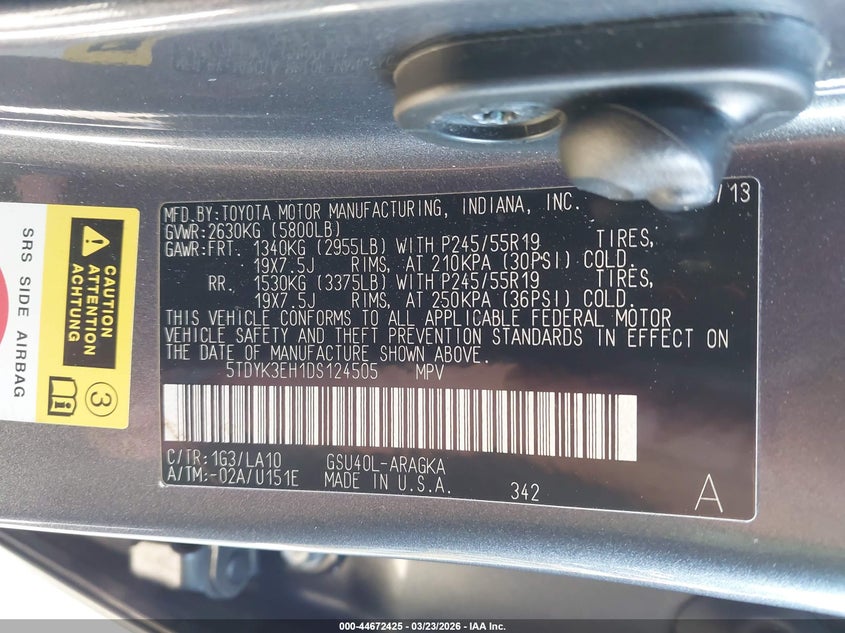 MFD.BY:TOYOTA MOTOR MANUFACTURING, INDIANA, INC. /13
GVWR:2630KG (5800LB)
GAWR:FRT. 1340KG (2955LB) WITH P245/55R19 TIRES,
19X7.5J RIMS, AT 210KPA (30PSI) COLD.
RR. 1530KG (3375LB) WITH P245/55R19 TIRES,
19X7.5J RIMS, AT 250KPA (36PSI) COLD.
THIS VEHICLE CONFORMS TO ALL APPLICABLE FEDERAL MOTOR
VEHICLE SAFETY AND THEFT PREVENTION STANDARDS IN EFFECT ON
THE DATE OF MANUFACTURE SHOWN ABOVE.
5TDYK3EH1DS124505 MPV
C/TR:1G3/LA10 GSU40L-ARAGKA
A/TM:-02A/U151E MADE IN U.S.A. 342 A
SRS SIDE AIRBAG
CAUTION
ATTENTION
ACHTUNG
3
000-44672425 - 03/23/2026 - IAA Inc.